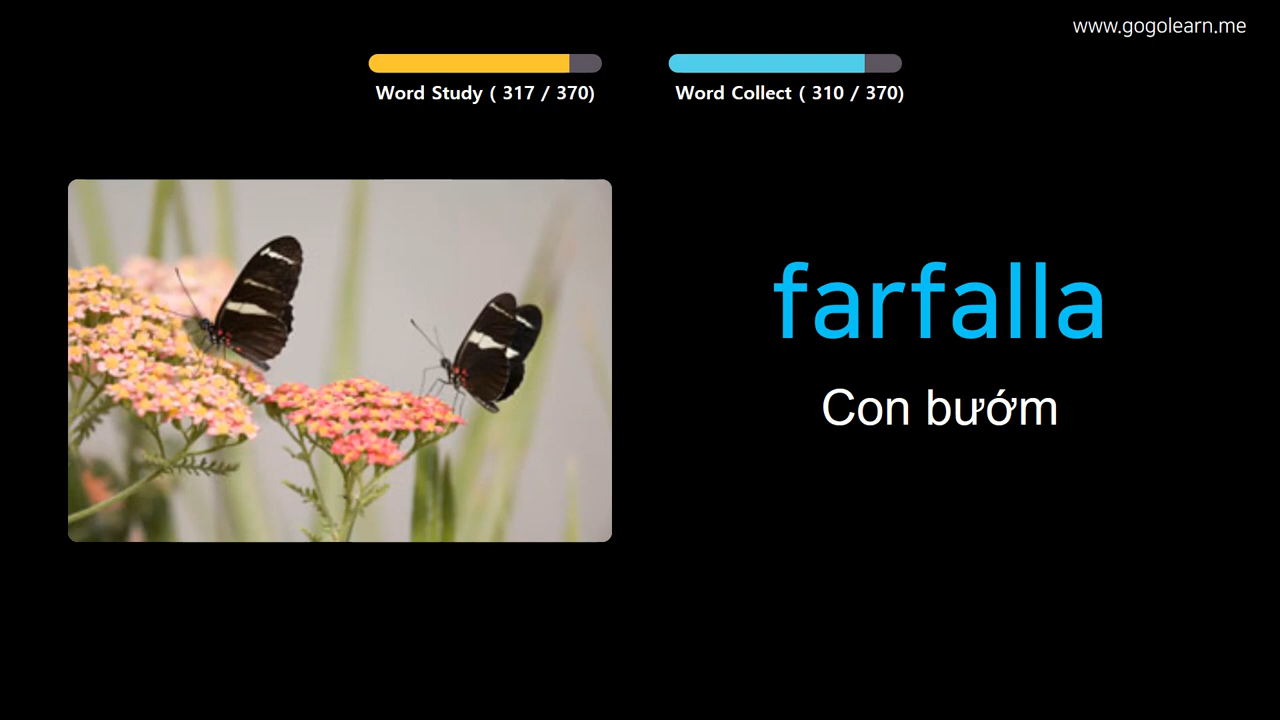 www.gogolearn.me
Word Study ( 317 / 370)
Word Collect ( 310 / 370)
farfalla
Con bướm